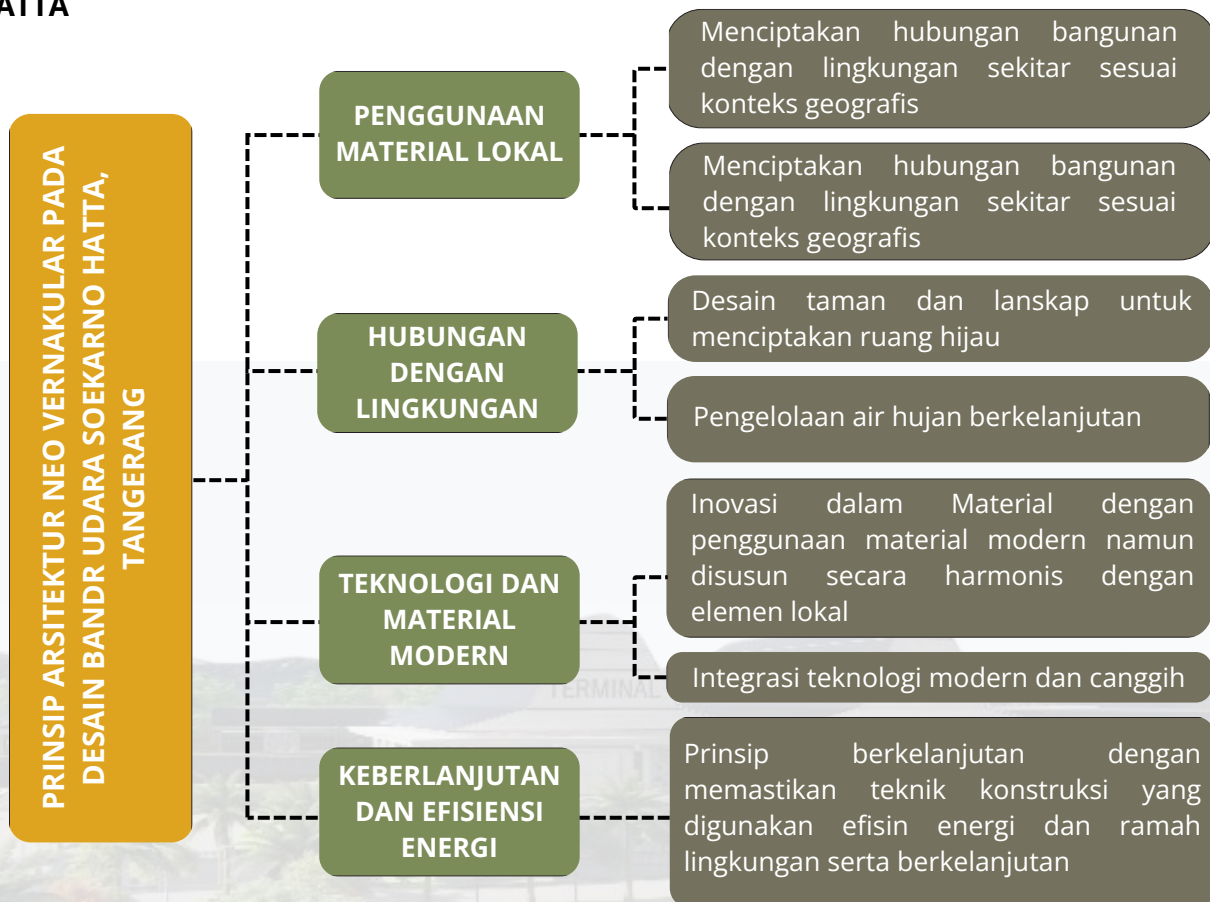 ATTA
PRINSIP ARSITEKTUR NEO VERNAKULAR PADA
DESAIN BANDR UDARA SOEKARNO HATTA,
TANGERANG
PENGGUNAAN
MATERIAL LOKAL
Menciptakan hubungan bangunan
dengan lingkungan sekitar sesuai
konteks geografis
Menciptakan hubungan bangunan
dengan lingkungan sekitar sesuai
konteks geografis
HUBUNGAN
DENGAN
LINGKUNGAN
Desain taman dan lanskap untuk
menciptakan ruang hijau
Pengelolaan air hujan berkelanjutan
TEKNOLOGI DAN
MATERIAL
MODERN
Inovasi dalam Material dengan
penggunaan material modern namun
disusun secara harmonis dengan
elemen lokal
Integrasi teknologi modern dan canggih
TERMINAL
KEBERLANJUTAN
DAN EFISIENSI
ENERGI
Prinsip berkelanjutan dengan
memastikan teknik konstruksi yang
digunakan efisin energi dan ramah
lingkungan serta berkelanjutan